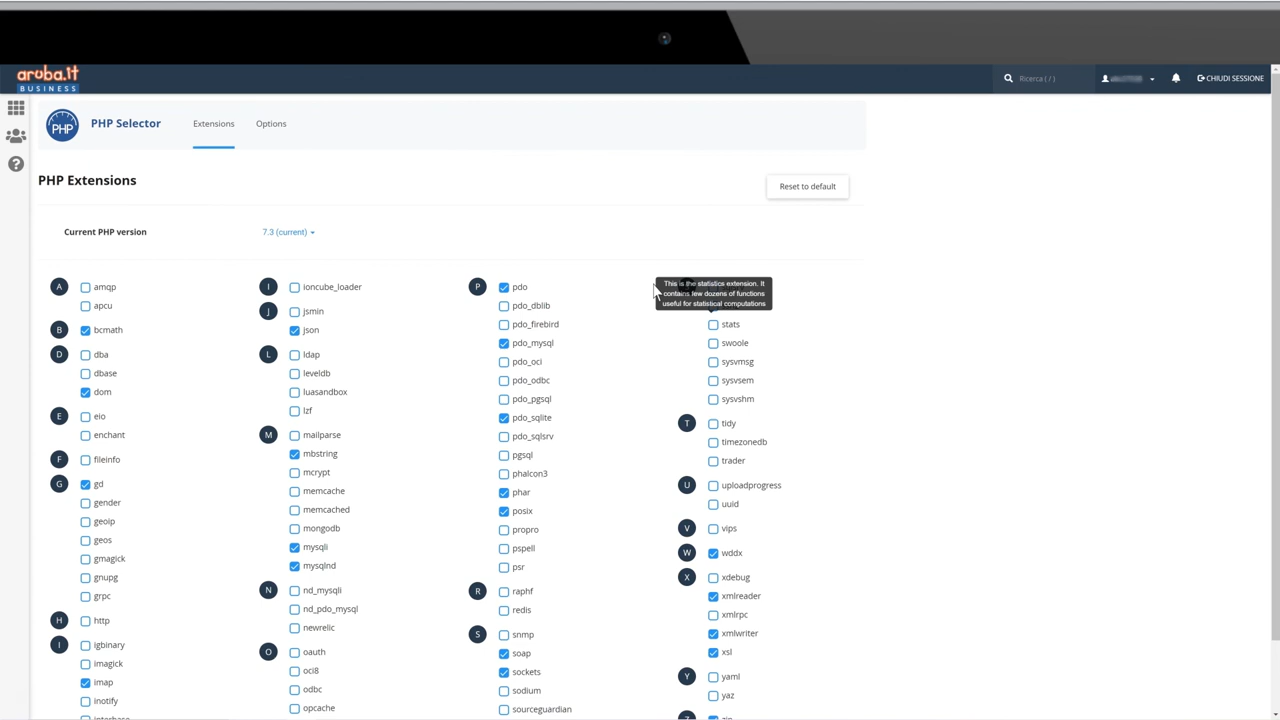 aruba.it
BUSINESS
Ricerca ( / )
CHIUDI SESSIONE
PHP
PHP Selector
Extensions
Options
PHP Extensions
Reset to default
Current PHP version
7.3 (current)
A
amqp
apcu
B
bcmath
D
dba
dbase
dom
E
eio
enchant
F
fileinfo
G
gd
gender
geoip
geos
gmagick
gnupg
grpc
H
http
I
igbinary
imagick
imap
inotify
interbase
I
ioncube_loader
J
jsmin
json
L
ldap
leveldb
luasandbox
lzf
M
mailparse
mbstring
mcrypt
memcache
memcached
mongodb
mysqli
mysqlnd
N
nd_mysqli
nd_pdo_mysql
newrelic
O
oauth
oci8
odbc
opcache
P
pdo
pdo_dblib
pdo_firebird
pdo_mysql
pdo_oci
pdo_odbc
pdo_pgsql
pdo_sqlite
pdo_sqlsrv
pgsql
phalcon3
phar
posix
propro
pspell
psr
R
raphf
redis
S
snmp
soap
sockets
sodium
sourceguardian
This is the statistics extension. It
contains few dozens of functions
useful for statistical computations
stats
swoole
sysvmsg
sysvsem
sysvshm
T
tidy
timezonedb
trader
U
uploadprogress
uuid
V
vips
W
wddx
X
xdebug
xmlreader
xmlrpc
xmlwriter
xsl
Y
yaml
yaz
Z
zip